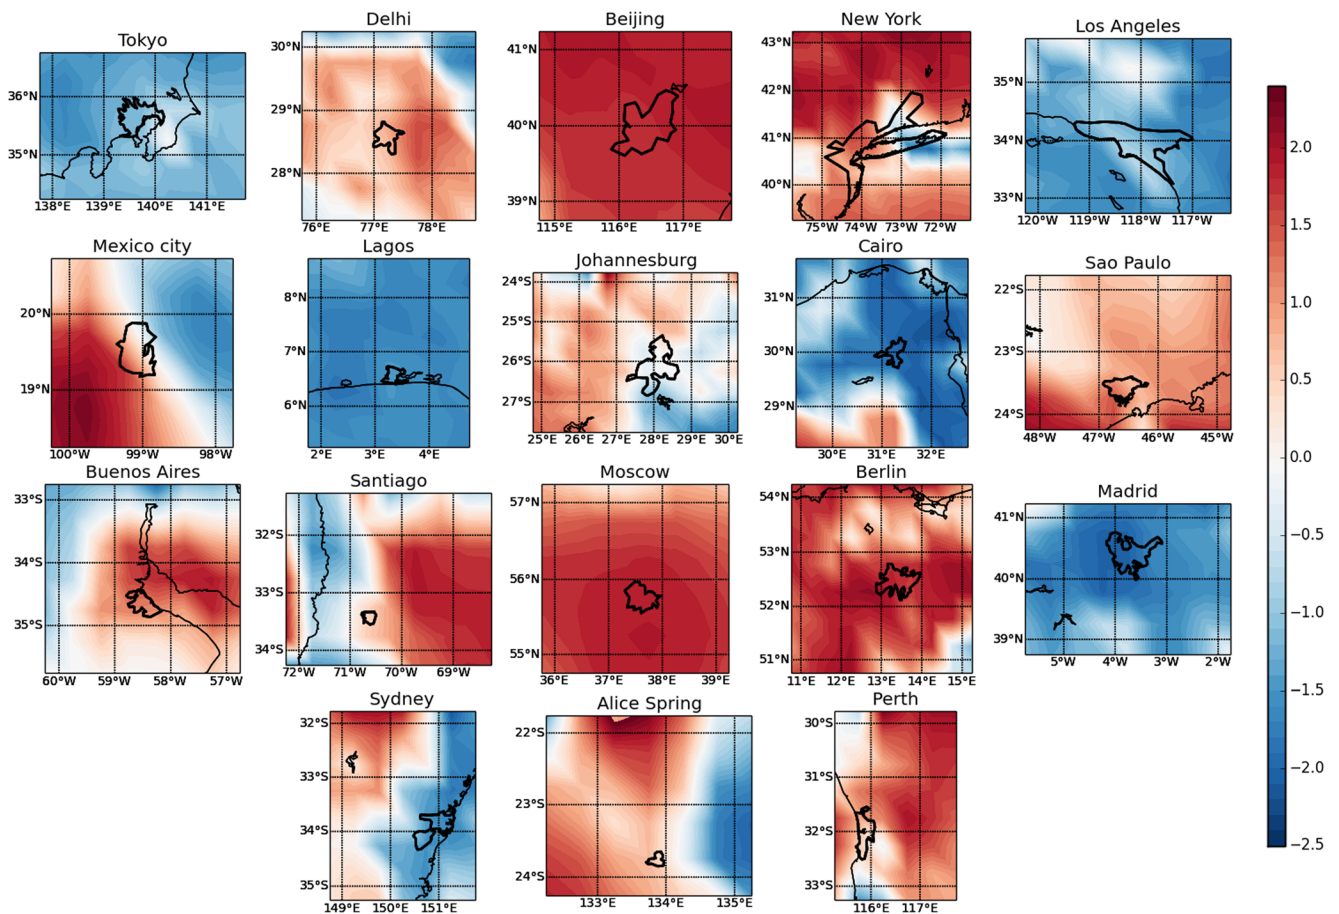 Tokyo
36°N
35°N
138°E 139°E 140°E 141°E
Delhi
30°N
29°N
28°N
76°E 77°E 78°E
Beijing
41°N
40°N
39°N
115°E 116°E 117°E
New York
43°N
42°N
41°N
40°N
75°W 74°W 73°W 72°W
Los Angeles
35°N
34°N
33°N
120°W 119°W 118°W 117°W
Mexico city
20°N
19°N
100°W 99°W 98°W
Lagos
8°N
7°N
6°N
2°E 3°E 4°E
Johannesburg
24°S
25°S
26°S
27°S
25°E 26°E 27°E 28°E 29°E 30°E
Cairo
31°N
30°N
29°N
30°E 31°E 32°E
Sao Paulo
22°S
23°S
24°S
48°W 47°W 46°W 45°W
Buenos Aires
33°S
34°S
35°S
60°W 59°W 58°W 57°W
Santiago
32°S
33°S
34°S
72°W 71°W 70°W 69°W
Moscow
57°N
56°N
55°N
36°E 37°E 38°E 39°E
Berlin
54°N
53°N
52°N
51°N
11°E 12°E 13°E 14°E 15°E
Madrid
41°N
40°N
39°N
5°W 4°W 3°W 2°W
Sydney
32°S
33°S
34°S
35°S
149°E 150°E 151°E
Alice Spring
22°S
23°S
24°S
133°E 134°E 135°E
Perth
30°S
31°S
32°S
33°S
116°E 117°E
2.0
1.5
1.0
0.5
0.0
−0.5
−1.0
−1.5
−2.0
−2.5